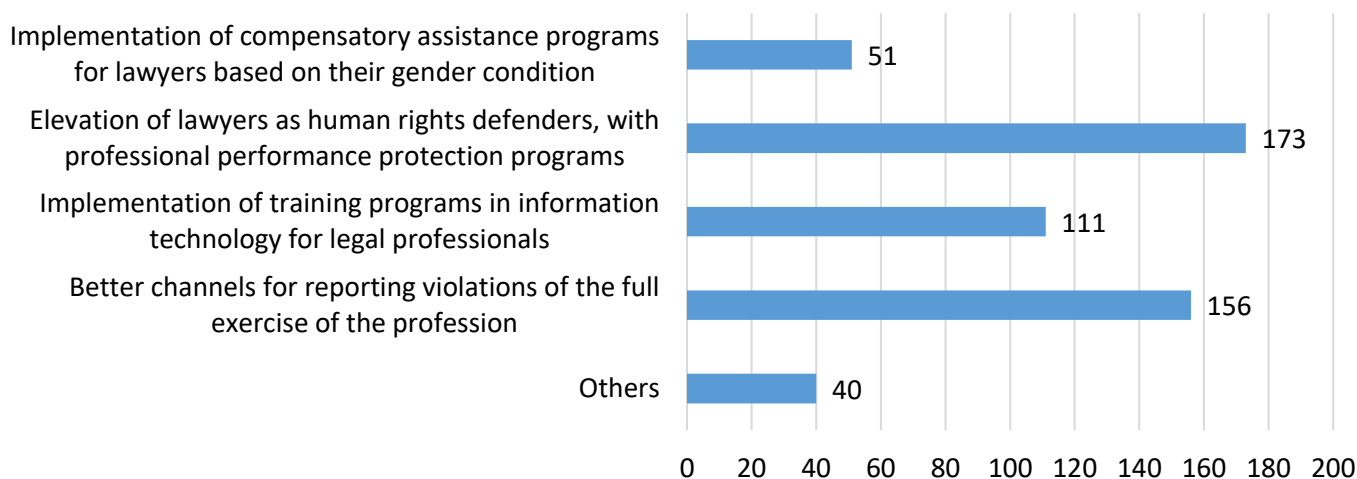 Implementation of compensatory assistance programs
for lawyers based on their gender condition
51
Elevation of lawyers as human rights defenders, with
professional performance protection programs
173
Implementation of training programs in information
technology for legal professionals
111
Better channels for reporting violations of the full
exercise of the profession
156
Others
40
0 20 40 60 80 100 120 140 160 180 200